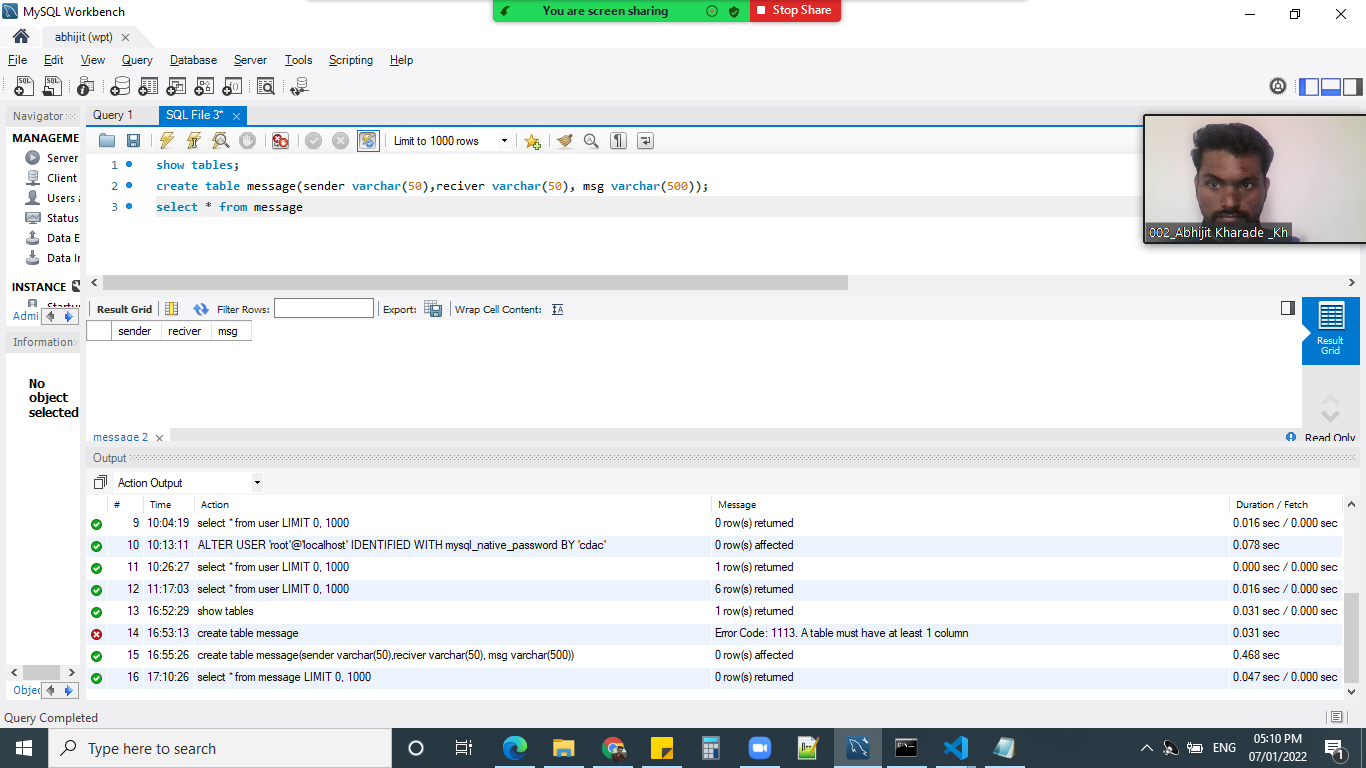 MySQL Workbench
You are screen sharing
Stop Share
abhijit (wpt)
File Edit View Query Database Server Tools Scripting Help
Navigator
Query 1
SQL File 3*
MANAGEME
Server
Client
Users a
Status
Data E
Data In
INSTANCE
Startu
Admi
Limit to 1000 rows
1 show tables;
2 create table message(sender varchar(50),reciver varchar(50), msg varchar(500));
3 select * from message
002_Abhijit Kharade _Kh
Result Grid Filter Rows: Export: Wrap Cell Content:
sender reciver msg
Result
Grid
Information
No
object
selected
message 2
Read Only
Output
Action Output
# Time Action Message Duration / Fetch
9 10:04:19 select * from user LIMIT 0, 1000 0 row(s) returned 0.016 sec / 0.000 sec
10 10:13:11 ALTER USER 'root'@'localhost' IDENTIFIED WITH mysql_native_password BY 'cdac' 0 row(s) affected 0.078 sec
11 10:26:27 select * from user LIMIT 0, 1000 1 row(s) returned 0.000 sec / 0.000 sec
12 11:17:03 select * from user LIMIT 0, 1000 6 row(s) returned 0.016 sec / 0.000 sec
13 16:52:29 show tables 1 row(s) returned 0.031 sec / 0.000 sec
14 16:53:13 create table message Error Code: 1113. A table must have at least 1 column 0.031 sec
15 16:55:26 create table message(sender varchar(50),reciver varchar(50), msg varchar(500)) 0 row(s) affected 0.468 sec
16 17:10:26 select * from message LIMIT 0, 1000 0 row(s) returned 0.047 sec / 0.000 sec
Objec
Query Completed
Type here to search
ENG
05:10 PM
07/01/2022
1